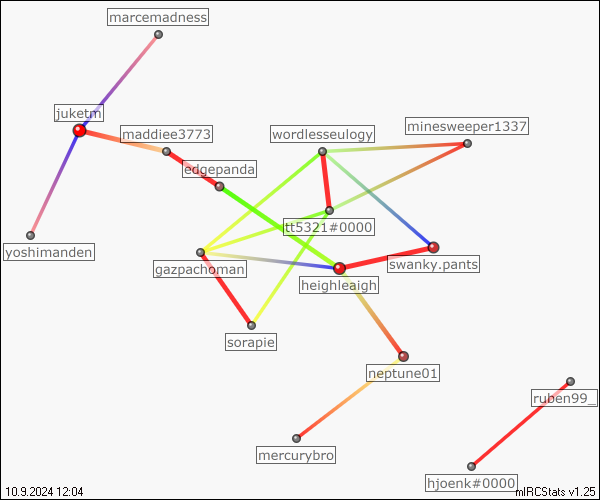 marcemadness
juketm
maddiee3773
wordlesseulogy
minesweeper1337
edgepanda
tt5321#0000
yoshimanden
gazpachoman
heighleaigh
swanky.pants
sorapie
neptune01
ruben99_
mercurybro
hjoenk#0000
10.9.2024 12:04
mIRCStats v1.25